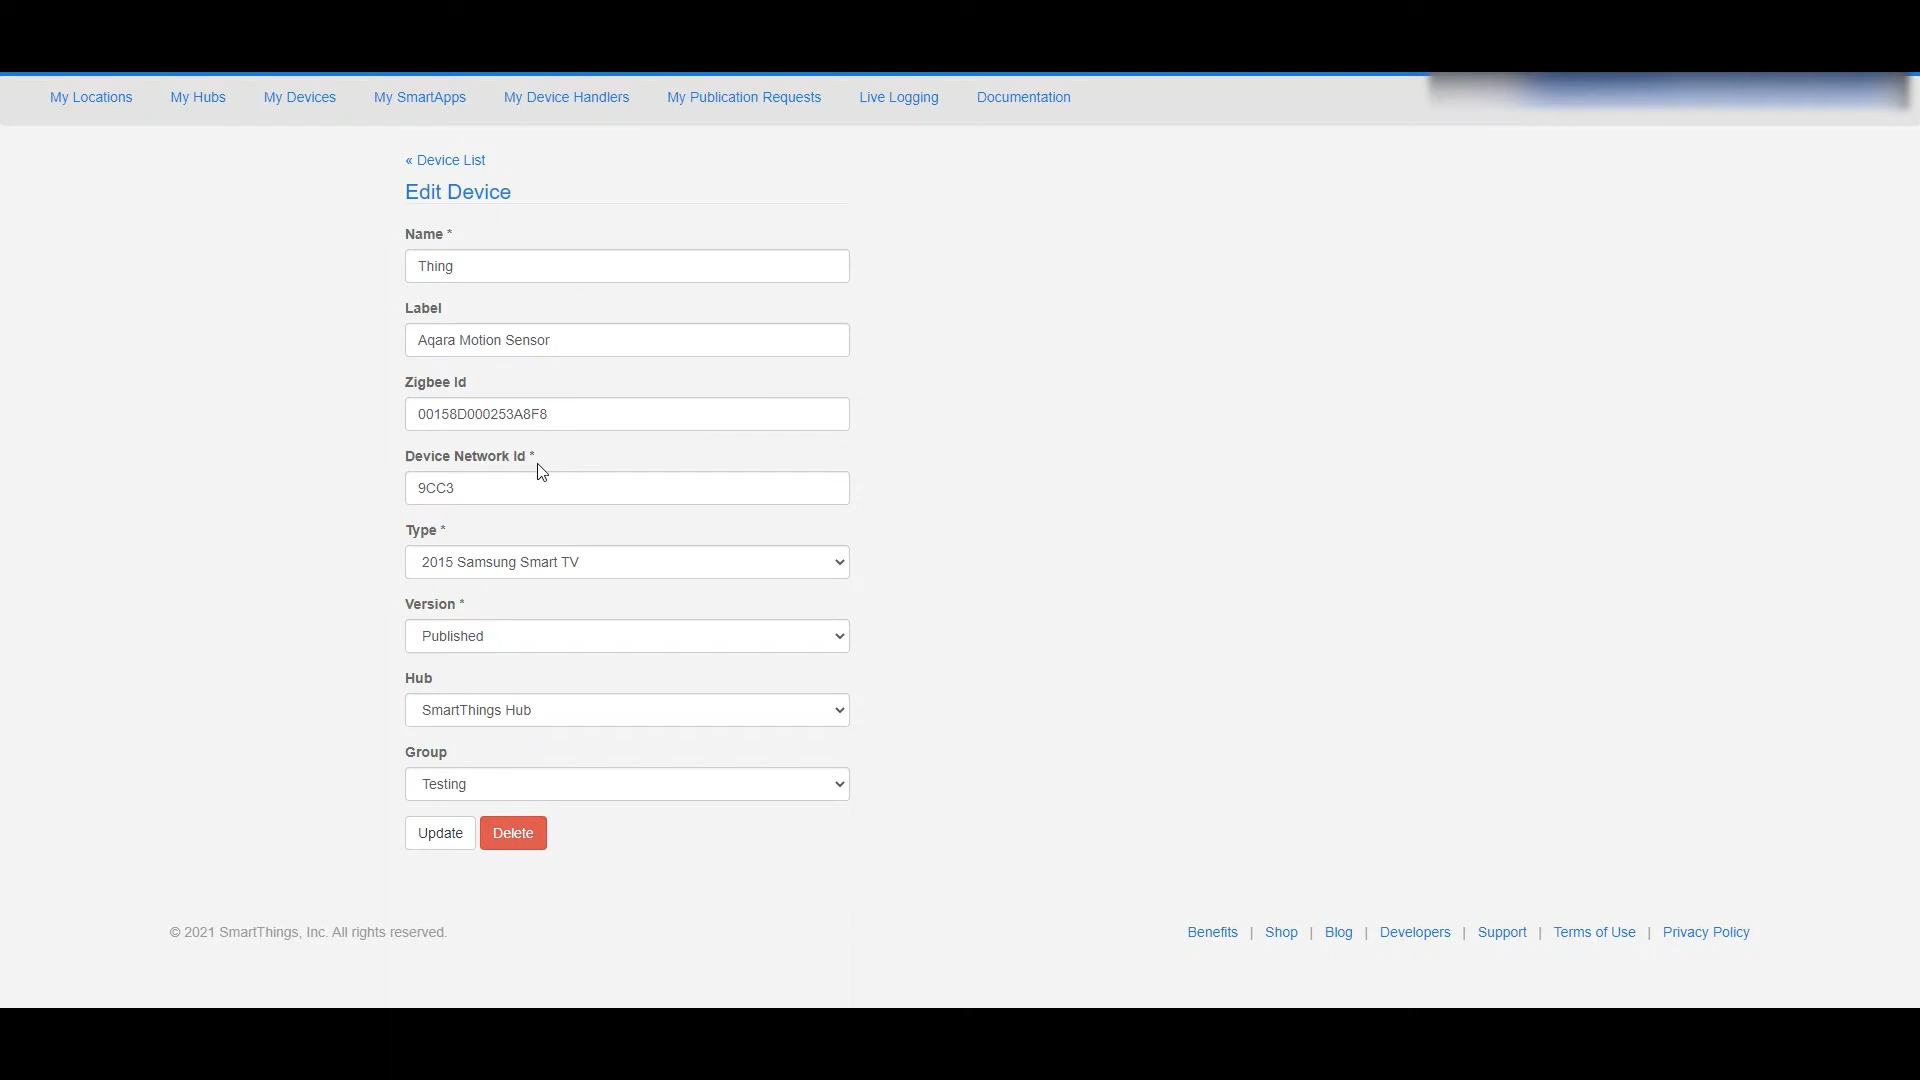 My Locations My Hubs My Devices My SmartApps My Device Handlers My Publication Requests Live Logging Documentation
« Device List
Edit Device
Name *
Thing
Label
Aqara Motion Sensor
Zigbee Id
00158D000253A8F8
Device Network Id *
9CC3
Type *
2015 Samsung Smart TV
Version *
Published
Hub
SmartThings Hub
Group
Testing
Update Delete
© 2021 SmartThings, Inc. All rights reserved. Benefits | Shop | Blog | Developers | Support | Terms of Use | Privacy Policy